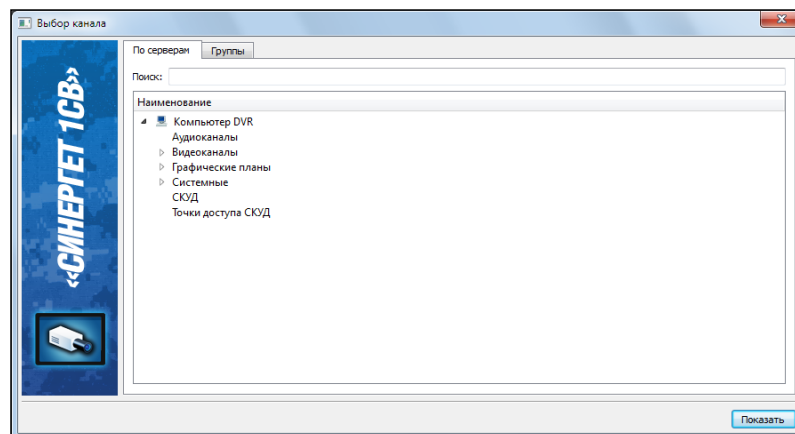 Выбор канала
По серверам Группы
Поиск:
Наименование
Компьютер DVR
Аудиоканалы
Видеоканалы
Графические планы
Системные
СКУД
Точки доступа СКУД
«СИНЕРГЕТ 1СВ»
Показать